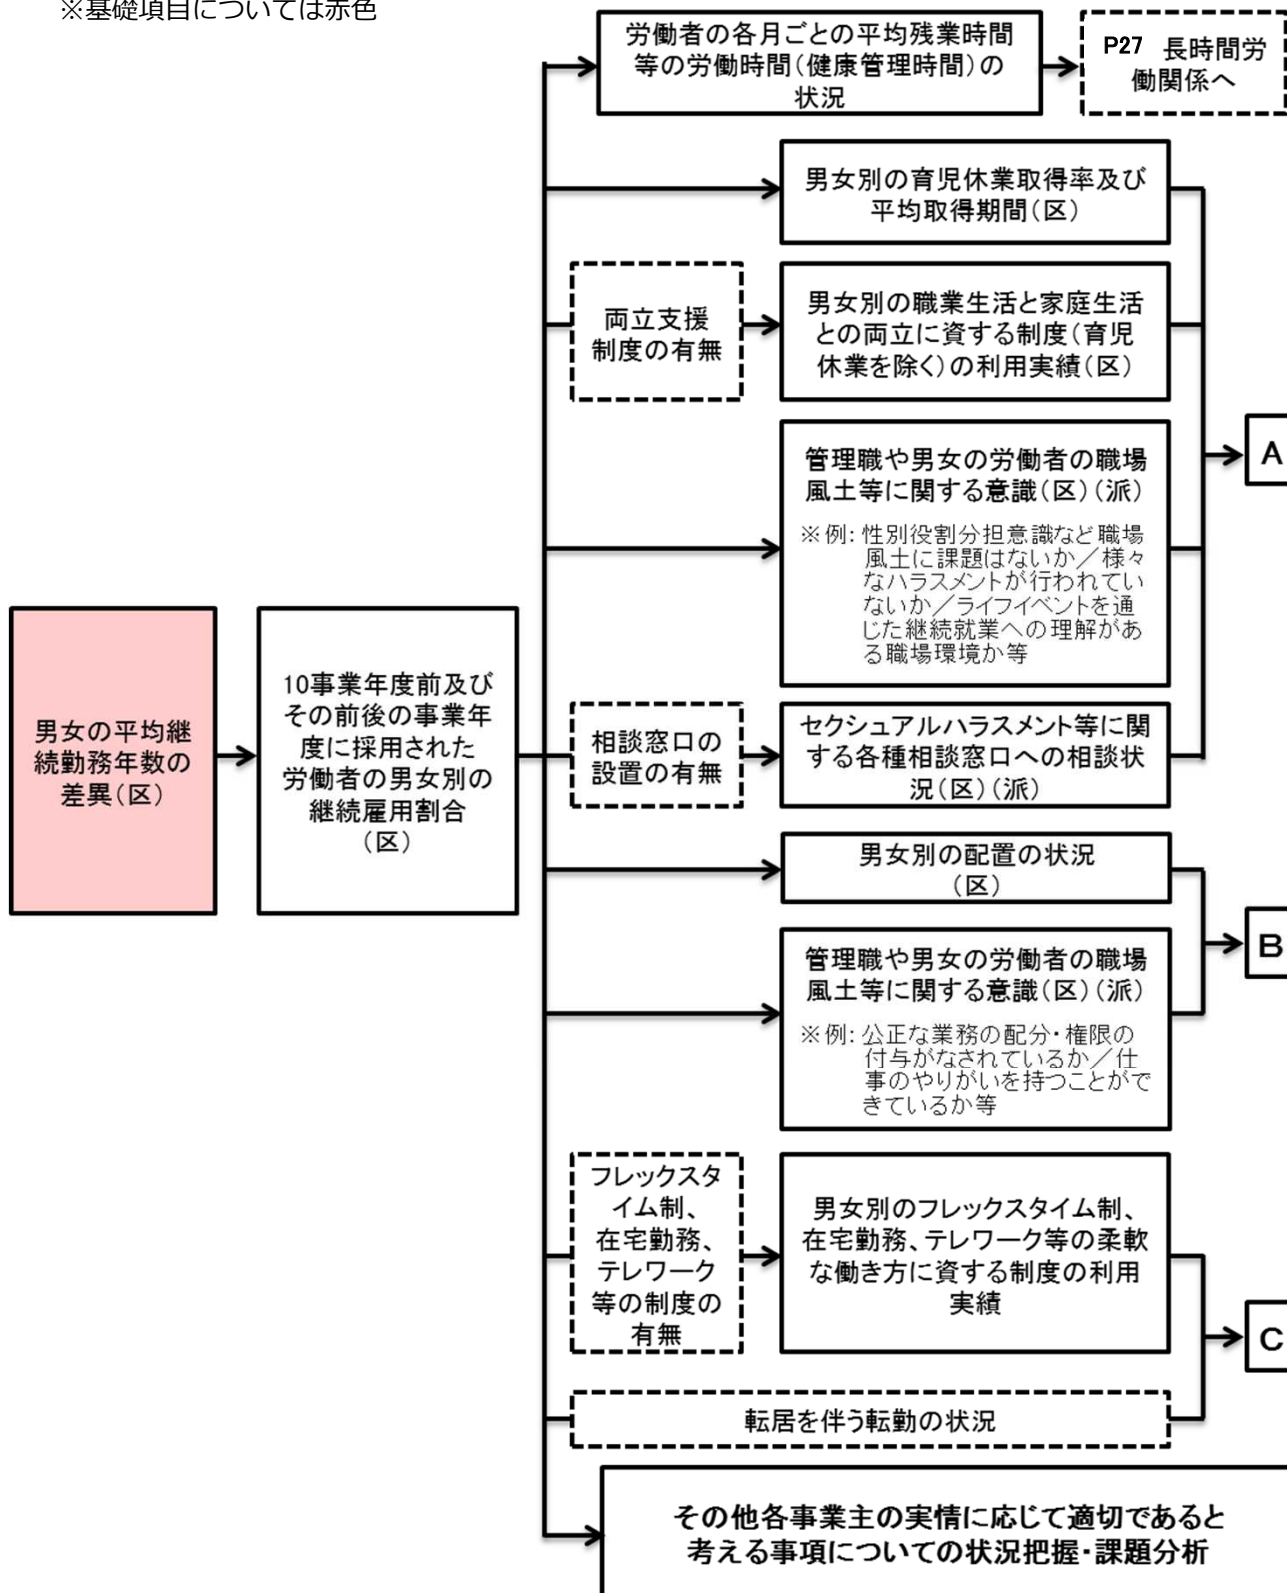 ※基礎項目については赤色
労働者の各月ごとの平均残業時間
等の労働時間(健康管理時間)の
状況
P27 長時間労
働関係へ
男女別の育児休業取得率及び
平均取得期間(区)
両立支援
制度の有無
男女別の職業生活と家庭生活
との両立に資する制度(育児
休業を除く)の利用実績(区)
管理職や男女の労働者の職場
風土等に関する意識(区)(派)
※例:性別役割分担意識など職場
風土に課題はないか/様々
なハラスメントが行われてい
ないか/ライフイベントを通
じた継続就業への理解があ
る職場環境か等
A
男女の平均継
続勤務年数の
差異(区)
10事業年度前及び
その前後の事業年
度に採用された
労働者の男女別の
継続雇用割合
(区)
相談窓口の
設置の有無
セクシュアルハラスメント等に関
する各種相談窓口への相談状
況(区)(派)
男女別の配置の状況
(区)
管理職や男女の労働者の職場
風土等に関する意識(区)(派)
※例:公正な業務の配分・権限の
付与がなされているか/仕
事のやりがいを持つことがで
きているか等
B
フレックスタ
イム制、
在宅勤務、
テレワーク
等の制度の
有無
男女別のフレックスタイム制、
在宅勤務、テレワーク等の柔軟
な働き方に資する制度の利用
実績
C
転居を伴う転勤の状況
その他各事業主の実情に応じて適切であると
考える事項についての状況把握・課題分析